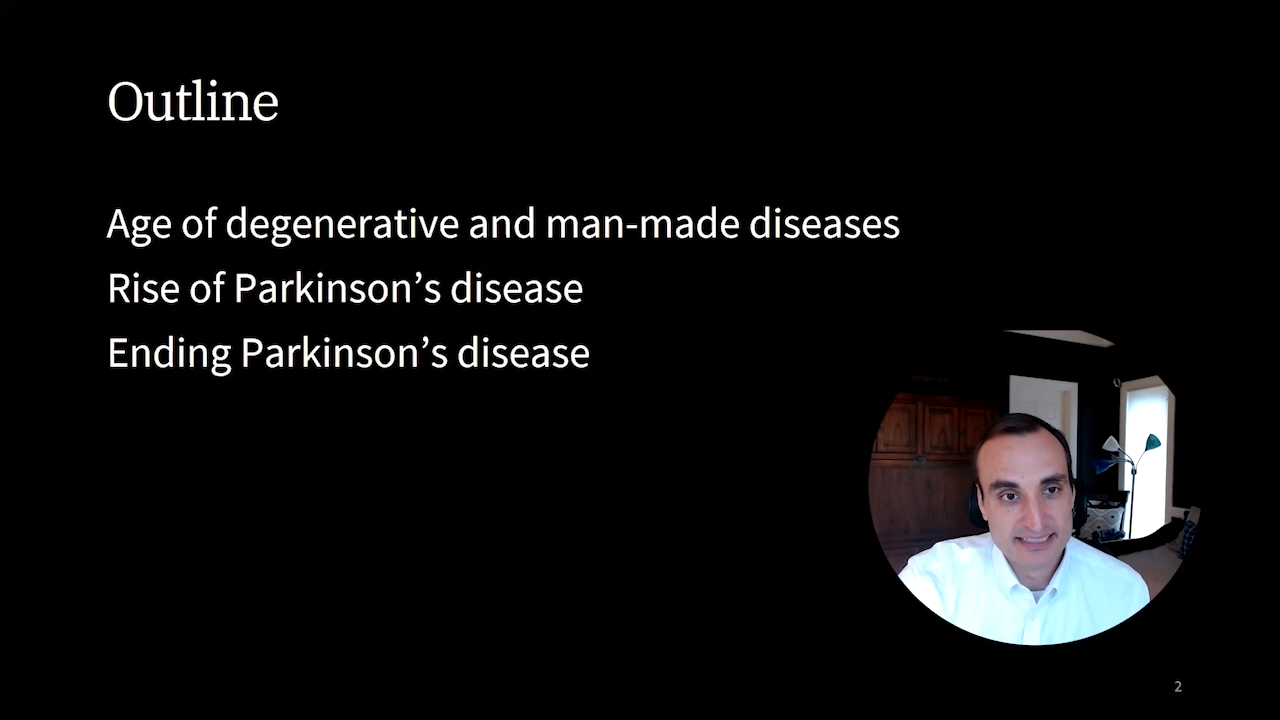 Outline
Age of degenerative and man-made diseases
Rise of Parkinson’s disease
Ending Parkinson’s disease
2